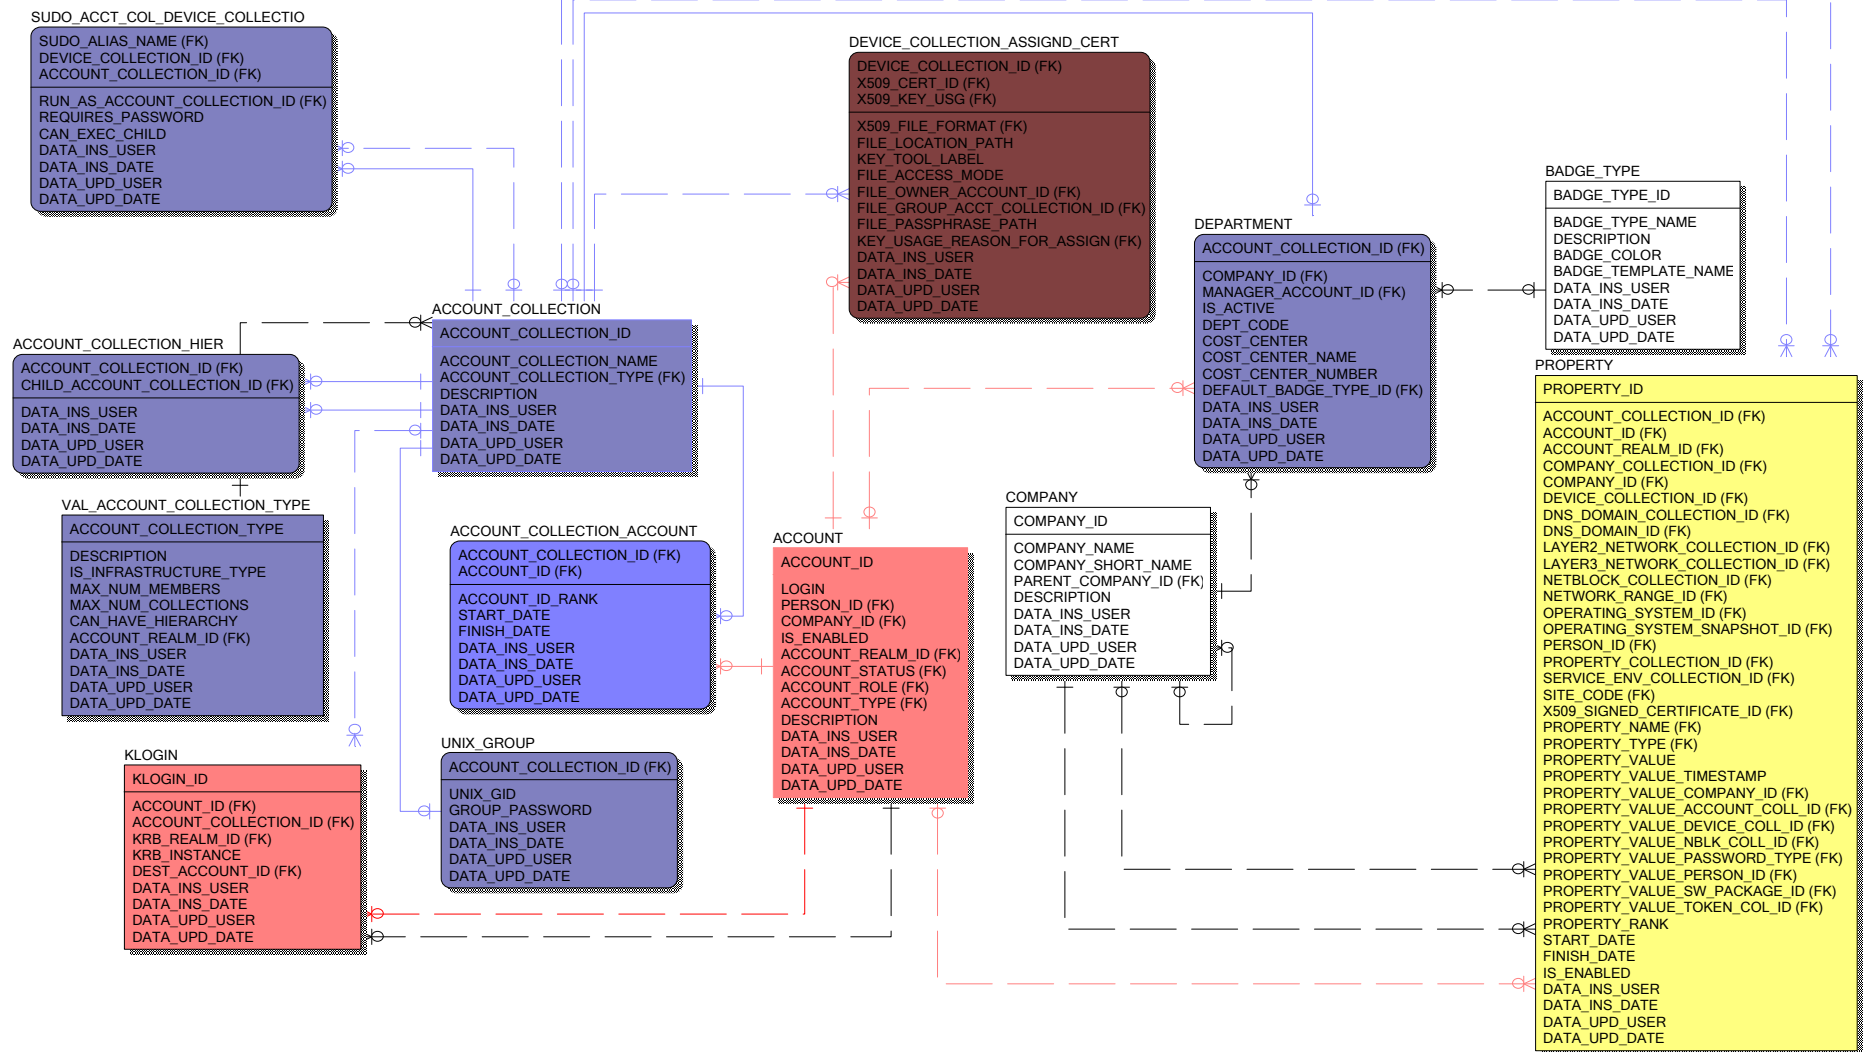 SUDO_ACCT_COL_DEVICE_COLLECTIO
SUDO_ALIAS_NAME (FK)
DEVICE_COLLECTION_ID (FK)
ACCOUNT_COLLECTION_ID (FK)
RUN_AS_ACCOUNT_COLLECTION_ID (FK)
REQUIRES_PASSWORD
CAN_EXEC_CHILD
DATA_INS_USER
DATA_INS_DATE
DATA_UPD_USER
DATA_UPD_DATE
DEVICE_COLLECTION_ASSIGND_CERT
DEVICE_COLLECTION_ID (FK)
X509_CERT_ID (FK)
X509_KEY_USG (FK)
X509_FILE_FORMAT (FK)
FILE_LOCATION_PATH
KEY_TOOL_LABEL
FILE_ACCESS_MODE
FILE_OWNER_ACCOUNT_ID (FK)
FILE_GROUP_ACCT_COLLECTION_ID (FK)
FILE_PASSPHRASE_PATH
KEY_USAGE_REASON_FOR_ASSIGN (FK)
DATA_INS_USER
DATA_INS_DATE
DATA_UPD_USER
DATA_UPD_DATE
BADGE_TYPE
BADGE_TYPE_ID
BADGE_TYPE_NAME
DESCRIPTION
BADGE_COLOR
BADGE_TEMPLATE_NAME
DATA_INS_USER
DATA_INS_DATE
DATA_UPD_USER
DATA_UPD_DATE
DEPARTMENT
ACCOUNT_COLLECTION_ID (FK)
COMPANY_ID (FK)
MANAGER_ACCOUNT_ID (FK)
IS_ACTIVE
DEPT_CODE
COST_CENTER
COST_CENTER_NAME
COST_CENTER_NUMBER
DEFAULT_BADGE_TYPE_ID (FK)
DATA_INS_USER
DATA_INS_DATE
DATA_UPD_USER
DATA_UPD_DATE
ACCOUNT_COLLECTION
ACCOUNT_COLLECTION_ID
ACCOUNT_COLLECTION_NAME
ACCOUNT_COLLECTION_TYPE (FK)
DESCRIPTION
DATA_INS_USER
DATA_INS_DATE
DATA_UPD_USER
DATA_UPD_DATE
ACCOUNT_COLLECTION_HIER
ACCOUNT_COLLECTION_ID (FK)
CHILD_ACCOUNT_COLLECTION_ID (FK)
DATA_INS_USER
DATA_INS_DATE
DATA_UPD_USER
DATA_UPD_DATE
PROPERTY
PROPERTY_ID
ACCOUNT_COLLECTION_ID (FK)
ACCOUNT_ID (FK)
ACCOUNT_REALM_ID (FK)
COMPANY_COLLECTION_ID (FK)
COMPANY_ID (FK)
DEVICE_COLLECTION_ID (FK)
DNS_DOMAIN_COLLECTION_ID (FK)
DNS_DOMAIN_ID (FK)
LAYER2_NETWORK_COLLECTION_ID (FK)
LAYER3_NETWORK_COLLECTION_ID (FK)
NETBLOCK_COLLECTION_ID (FK)
NETWORK_RANGE_ID (FK)
OPERATING_SYSTEM_ID (FK)
OPERATING_SYSTEM_SNAPSHOT_ID (FK)
PERSON_ID (FK)
PROPERTY_COLLECTION_ID (FK)
SERVICE_ENV_COLLECTION_ID (FK)
SITE_CODE (FK)
X509_SIGNED_CERTIFICATE_ID (FK)
PROPERTY_NAME (FK)
PROPERTY_TYPE (FK)
PROPERTY_VALUE
PROPERTY_VALUE_TIMESTAMP
PROPERTY_VALUE_COMPANY_ID (FK)
PROPERTY_VALUE_ACCOUNT_COLL_ID (FK)
PROPERTY_VALUE_DEVICE_COLL_ID (FK)
PROPERTY_VALUE_NBLK_COLL_ID (FK)
PROPERTY_VALUE_PASSWORD_TYPE (FK)
PROPERTY_VALUE_PERSON_ID (FK)
PROPERTY_VALUE_SW_PACKAGE_ID (FK)
PROPERTY_VALUE_TOKEN_COL_ID (FK)
PROPERTY_RANK
START_DATE
FINISH_DATE
IS_ENABLED
DATA_INS_USER
DATA_INS_DATE
DATA_UPD_USER
DATA_UPD_DATE
VAL_ACCOUNT_COLLECTION_TYPE
ACCOUNT_COLLECTION_TYPE
DESCRIPTION
IS_INFRASTRUCTURE_TYPE
MAX_NUM_MEMBERS
MAX_NUM_COLLECTIONS
CAN_HAVE_HIERARCHY
ACCOUNT_REALM_ID (FK)
DATA_INS_USER
DATA_INS_DATE
DATA_UPD_USER
DATA_UPD_DATE
ACCOUNT_COLLECTION_ACCOUNT
ACCOUNT_COLLECTION_ID (FK)
ACCOUNT_ID (FK)
ACCOUNT_ID_RANK
START_DATE
FINISH_DATE
DATA_INS_USER
DATA_INS_DATE
DATA_UPD_USER
DATA_UPD_DATE
ACCOUNT
ACCOUNT_ID
LOGIN
PERSON_ID (FK)
COMPANY_ID (FK)
IS_ENABLED
ACCOUNT_REALM_ID (FK)
ACCOUNT_STATUS (FK)
ACCOUNT_ROLE (FK)
ACCOUNT_TYPE (FK)
DESCRIPTION
DATA_INS_USER
DATA_INS_DATE
DATA_UPD_USER
DATA_UPD_DATE
COMPANY
COMPANY_ID
COMPANY_NAME
COMPANY_SHORT_NAME
PARENT_COMPANY_ID (FK)
DESCRIPTION
DATA_INS_USER
DATA_INS_DATE
DATA_UPD_USER
DATA_UPD_DATE
KLOGIN
KLOGIN_ID
ACCOUNT_ID (FK)
ACCOUNT_COLLECTION_ID (FK)
KRB_REALM_ID (FK)
KRB_INSTANCE
DEST_ACCOUNT_ID (FK)
DATA_INS_USER
DATA_INS_DATE
DATA_UPD_USER
DATA_UPD_DATE
UNIX_GROUP
ACCOUNT_COLLECTION_ID (FK)
UNIX_GID
GROUP_PASSWORD
DATA_INS_USER
DATA_INS_DATE
DATA_UPD_USER
DATA_UPD_DATE